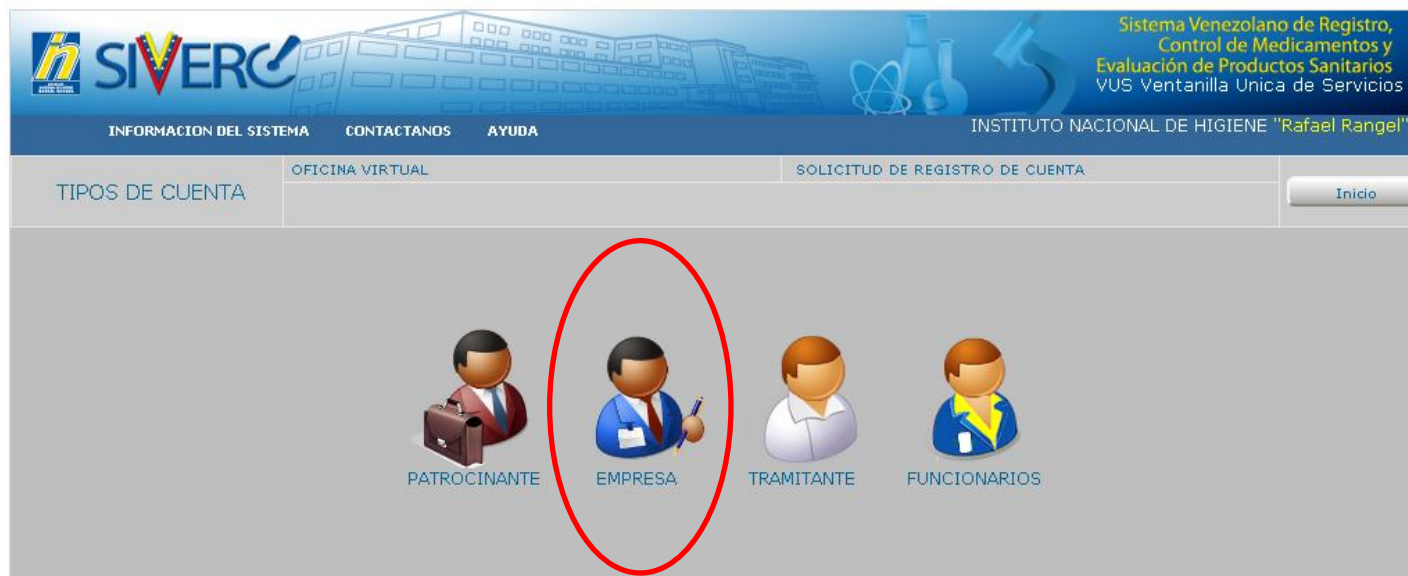 SIVERC
Sistema Venezolano de Registro,
Control de Medicamentos y
Evaluación de Productos Sanitarios
VUS Ventanilla Unica de Servicios
INFORMACION DEL SISTEMA CONTACTANOS AYUDA
INSTITUTO NACIONAL DE HIGIENE "Rafael Rangel"
TIPOS DE CUENTA
OFICINA VIRTUAL
SOLICITUD DE REGISTRO DE CUENTA
Inicio
PATROCINANTE
EMPRESA
TRAMITANTE
FUNCIONARIOS